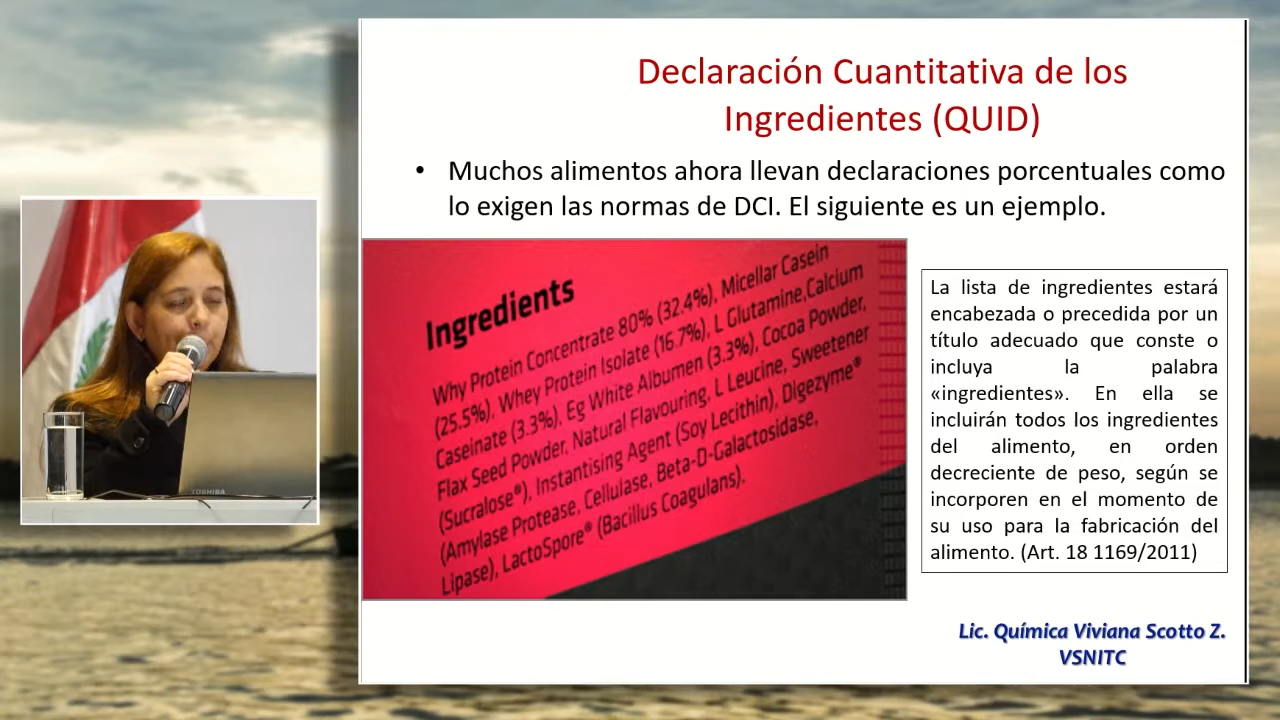 Declaración Cuantitativa de los
Ingredientes (QUID)
• Muchos alimentos ahora llevan declaraciones porcentuales como
lo exigen las normas de DCI. El siguiente es un ejemplo.
Ingredients
Why Protein Concentrate 80% (32.4%), Micellar Casein
(25.5%), Whey Protein Isolate (16.7%), L Glutamine,Calcium
Caseinate (3.3%), Eg White Albumen (3.3%), Cocoa Powder,
Flax Seed Powder, Natural Flavouring, L Leucine, Sweetener
(Sucralose®), Instantising Agent (Soy Lecithin), Digezyme®
(Amylase Protease, Cellulase, Beta-D-Galactosidase,
Lipase), LactoSpore® (Bacillus Coagulans).
La lista de ingredientes estará
encabezada o precedida por un
título adecuado que conste o
incluya la palabra
«ingredientes». En ella se
incluirán todos los ingredientes
del alimento, en orden
decreciente de peso, según se
incorporen en el momento de
su uso para la fabricación del
alimento. (Art. 18 1169/2011)
Lic. Química Viviana Scotto Z.
VSNITC
TOSHIBA